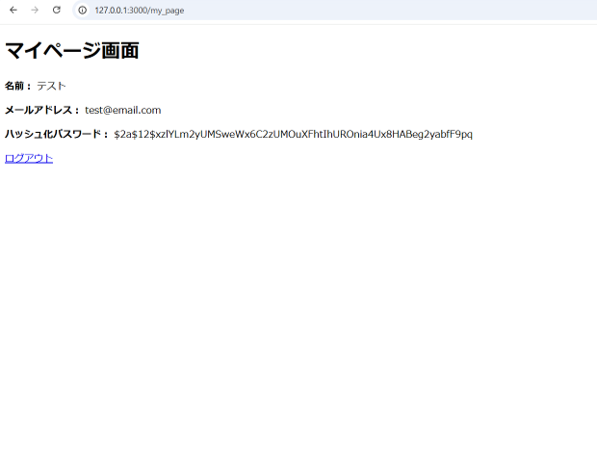 127.0.0.1:3000/my_page
マイページ画面
名前： テスト
メールアドレス： test@email.com
ハッシュ化パスワード： $2a$12$xzlYLm2yUMSweWx6C2zUMOuXFhtIhUROnia4Ux8HABeg2yabfF9pq
ログアウト